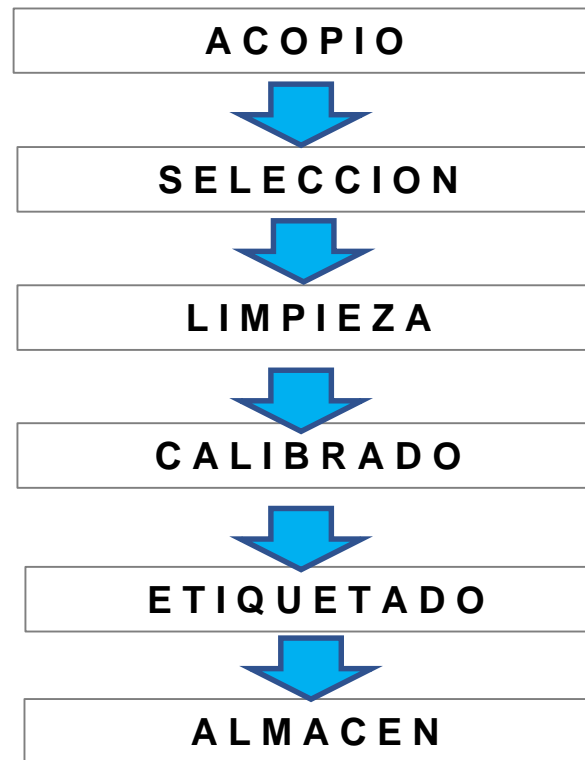 ACOPIO
SELECCION
LIMPIEZA
CALIBRADO
ETIQUETADO
ALMACEN